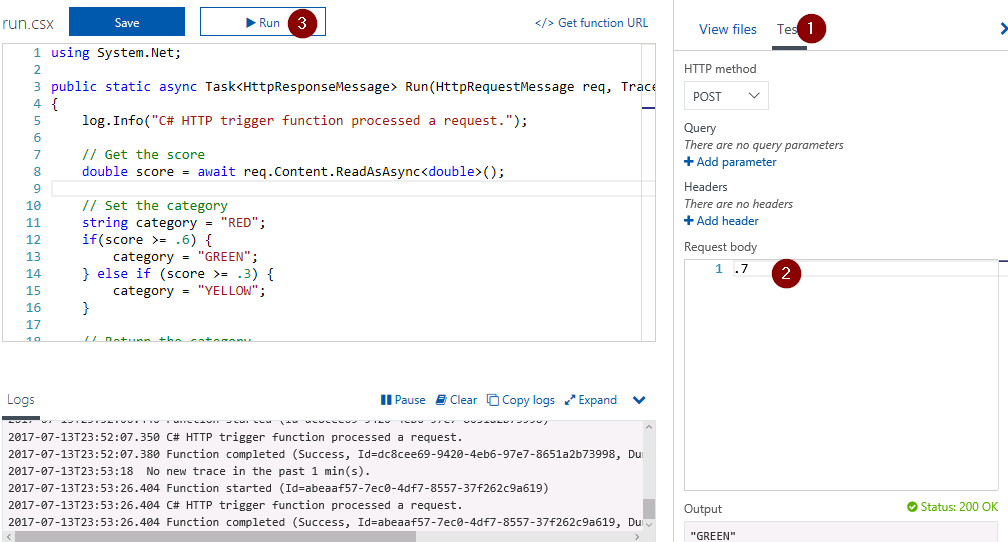 run.csx
Save
Run
3
</> Get function URL
1 using System.Net;
2
3 public static async Task<HttpResponseMessage> Run(HttpRequestMessage req, Trace
4 {
5 log.Info("C# HTTP trigger function processed a request.");
6
7 // Get the score
8 double score = await req.Content.ReadAsAsync<double>();
9
10 // Set the category
11 string category = "RED";
12 if(score >= .6) {
13 category = "GREEN";
14 } else if (score >= .3) {
15 category = "YELLOW";
16 }
17
18 // Return the category
Logs
Pause
Clear
Copy logs
Expand
2017-07-13T23:52:07.350 C# HTTP trigger function processed a request.
2017-07-13T23:52:07.380 Function completed (Success, Id=dc8cee69-9420-4eb6-97e7-8651a2b73998, Du
2017-07-13T23:53:18 No new trace in the past 1 min(s).
2017-07-13T23:53:26.404 Function started (Id=abeaaf57-7ec0-4df7-8557-37f262c9a619)
2017-07-13T23:53:26.404 C# HTTP trigger function processed a request.
2017-07-13T23:53:26.404 Function completed (Success, Id=abeaaf57-7ec0-4df7-8557-37f262c9a619, Du
View files
Tes
1
HTTP method
POST
Query
There are no query parameters
+ Add parameter
Headers
There are no headers
+ Add header
Request body
1 .7
2
Output
Status: 200 OK
"GREEN"